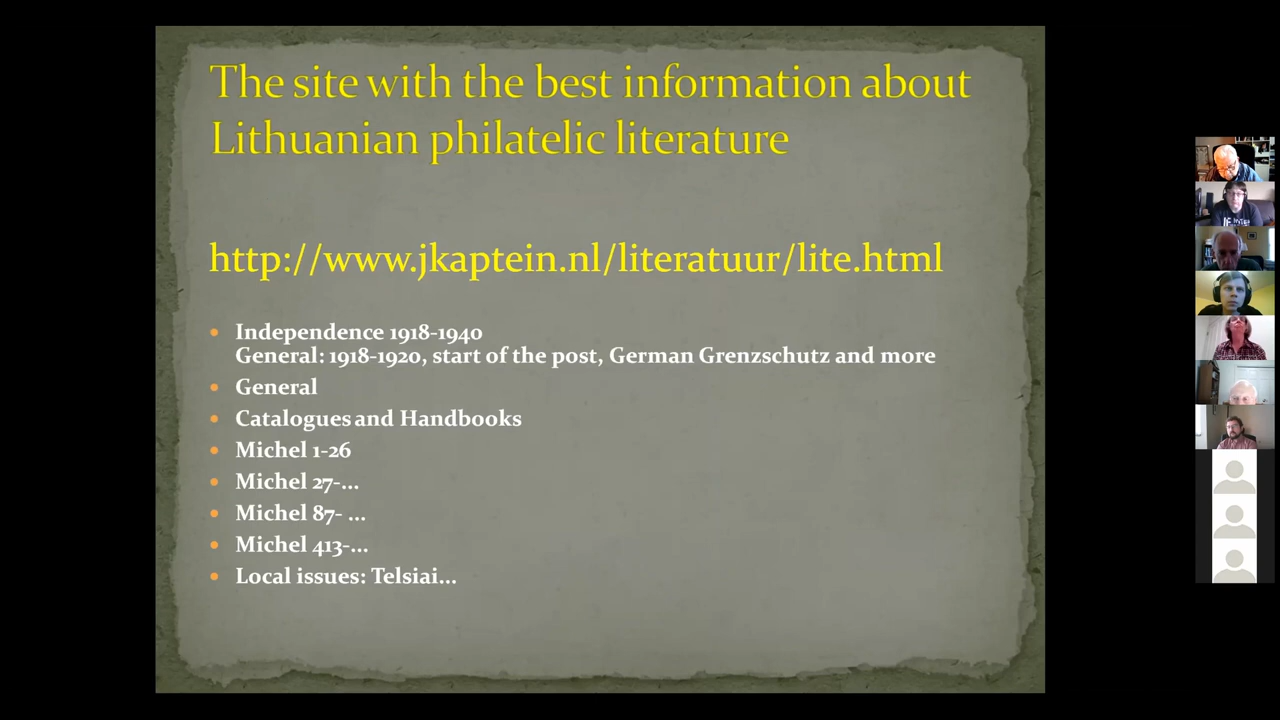 The site with the best information about
Lithuanian philatelic literature
http://www.jkaptein.nl/literatuur/lite.html
• Independence 1918-1940
General: 1918-1920, start of the post, German Grenzschutz and more
• General
• Catalogues and Handbooks
• Michel 1-26
• Michel 27-...
• Michel 87- ...
• Michel 413-...
• Local issues: Telsiai...